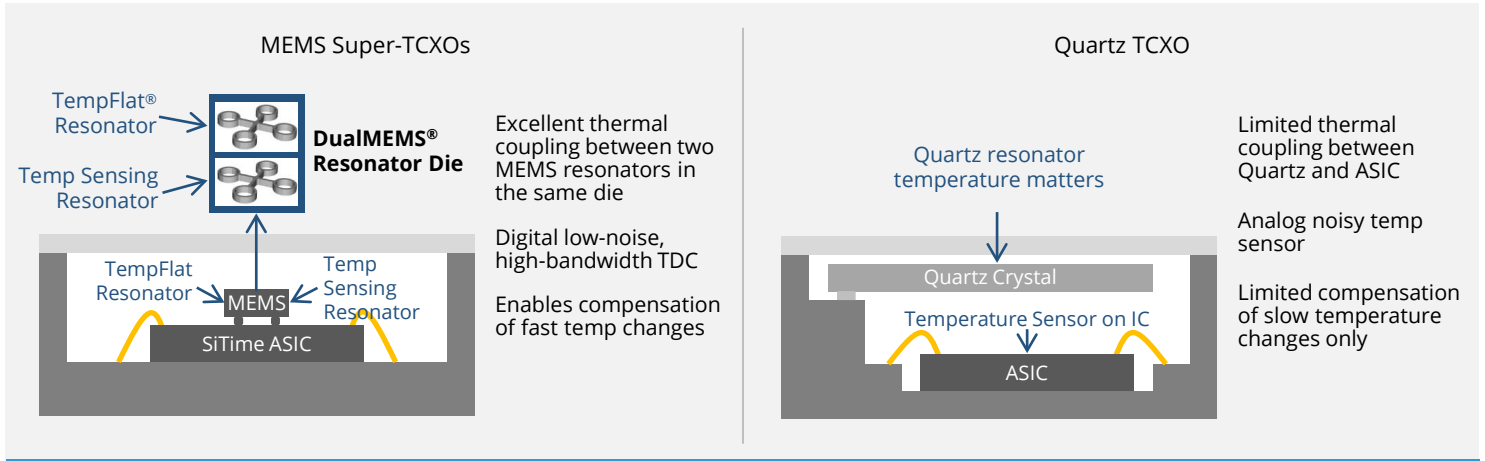 MEMS Super-TCXOs
TempFlat®
Resonator
Temp Sensing
Resonator
DualMEMS®
Resonator Die
TempFlat
Resonator
Temp
Sensing
Resonator
MEMS
SiTime ASIC
Excellent thermal
coupling between two
MEMS resonators in
the same die
Digital low-noise,
high-bandwidth TDC
Enables compensation
of fast temp changes
Quartz TCXO
Quartz resonator
temperature matters
Quartz Crystal
Temperature Sensor on IC
ASIC
Limited thermal
coupling between
Quartz and ASIC
Analog noisy temp
sensor
Limited compensation
of slow temperature
changes only